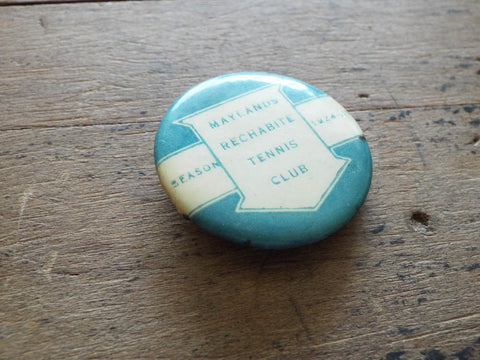 MAYLANDS
RECHABITE
TENNIS
CLUB
SEASON